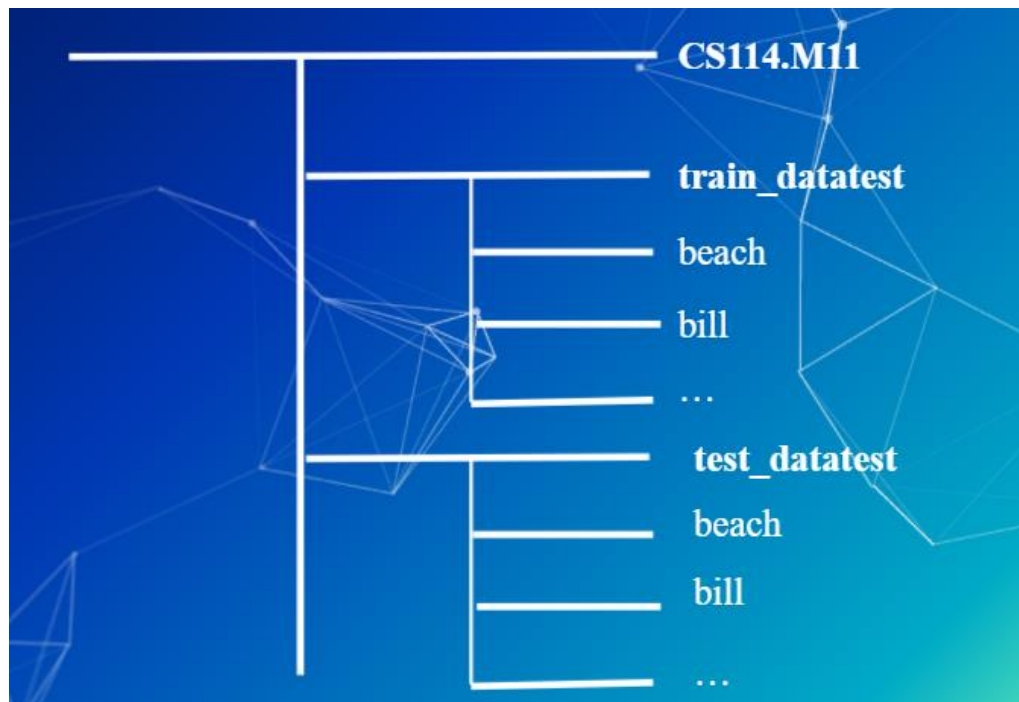 CS114.M11
train_datatest
beach
bill
…
test_datatest
beach
bill
…